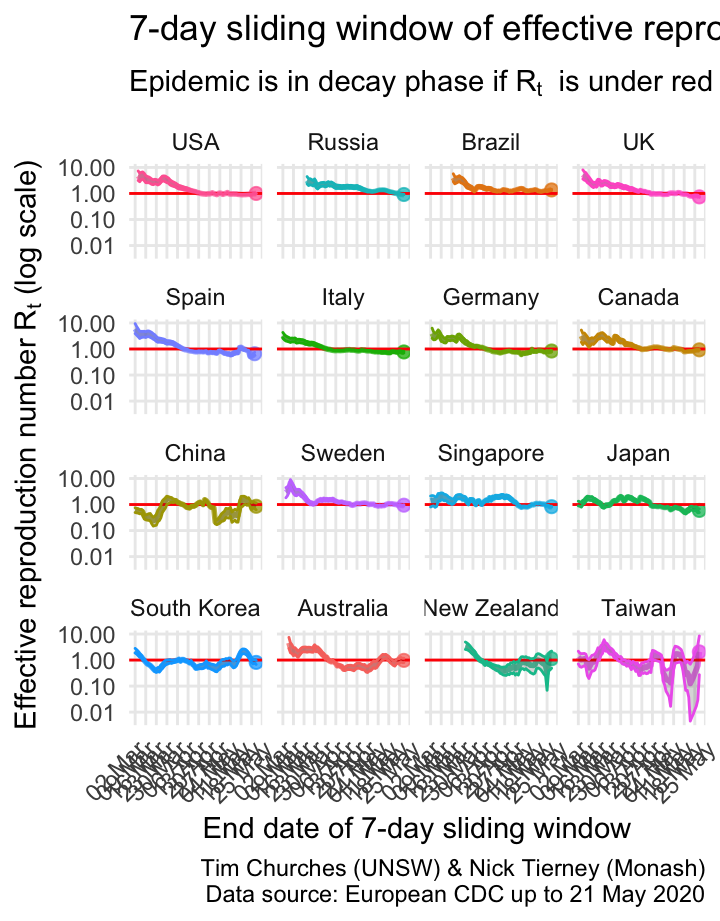 7-day sliding window of effective repro
Epidemic is in decay phase if Rt is under red
USA Russia Brazil UK
10.00
1.00
0.10
0.01
Spain Italy Germany Canada
10.00
1.00
0.10
0.01
China Sweden Singapore Japan
10.00
1.00
0.10
0.01
South Korea Australia New Zealand Taiwan
10.00
1.00
0.10
0.01
Effective reproduction number Rt (log scale)
End date of 7-day sliding window
Tim Churches (UNSW) & Nick Tierney (Monash)
Data source: European CDC up to 21 May 2020